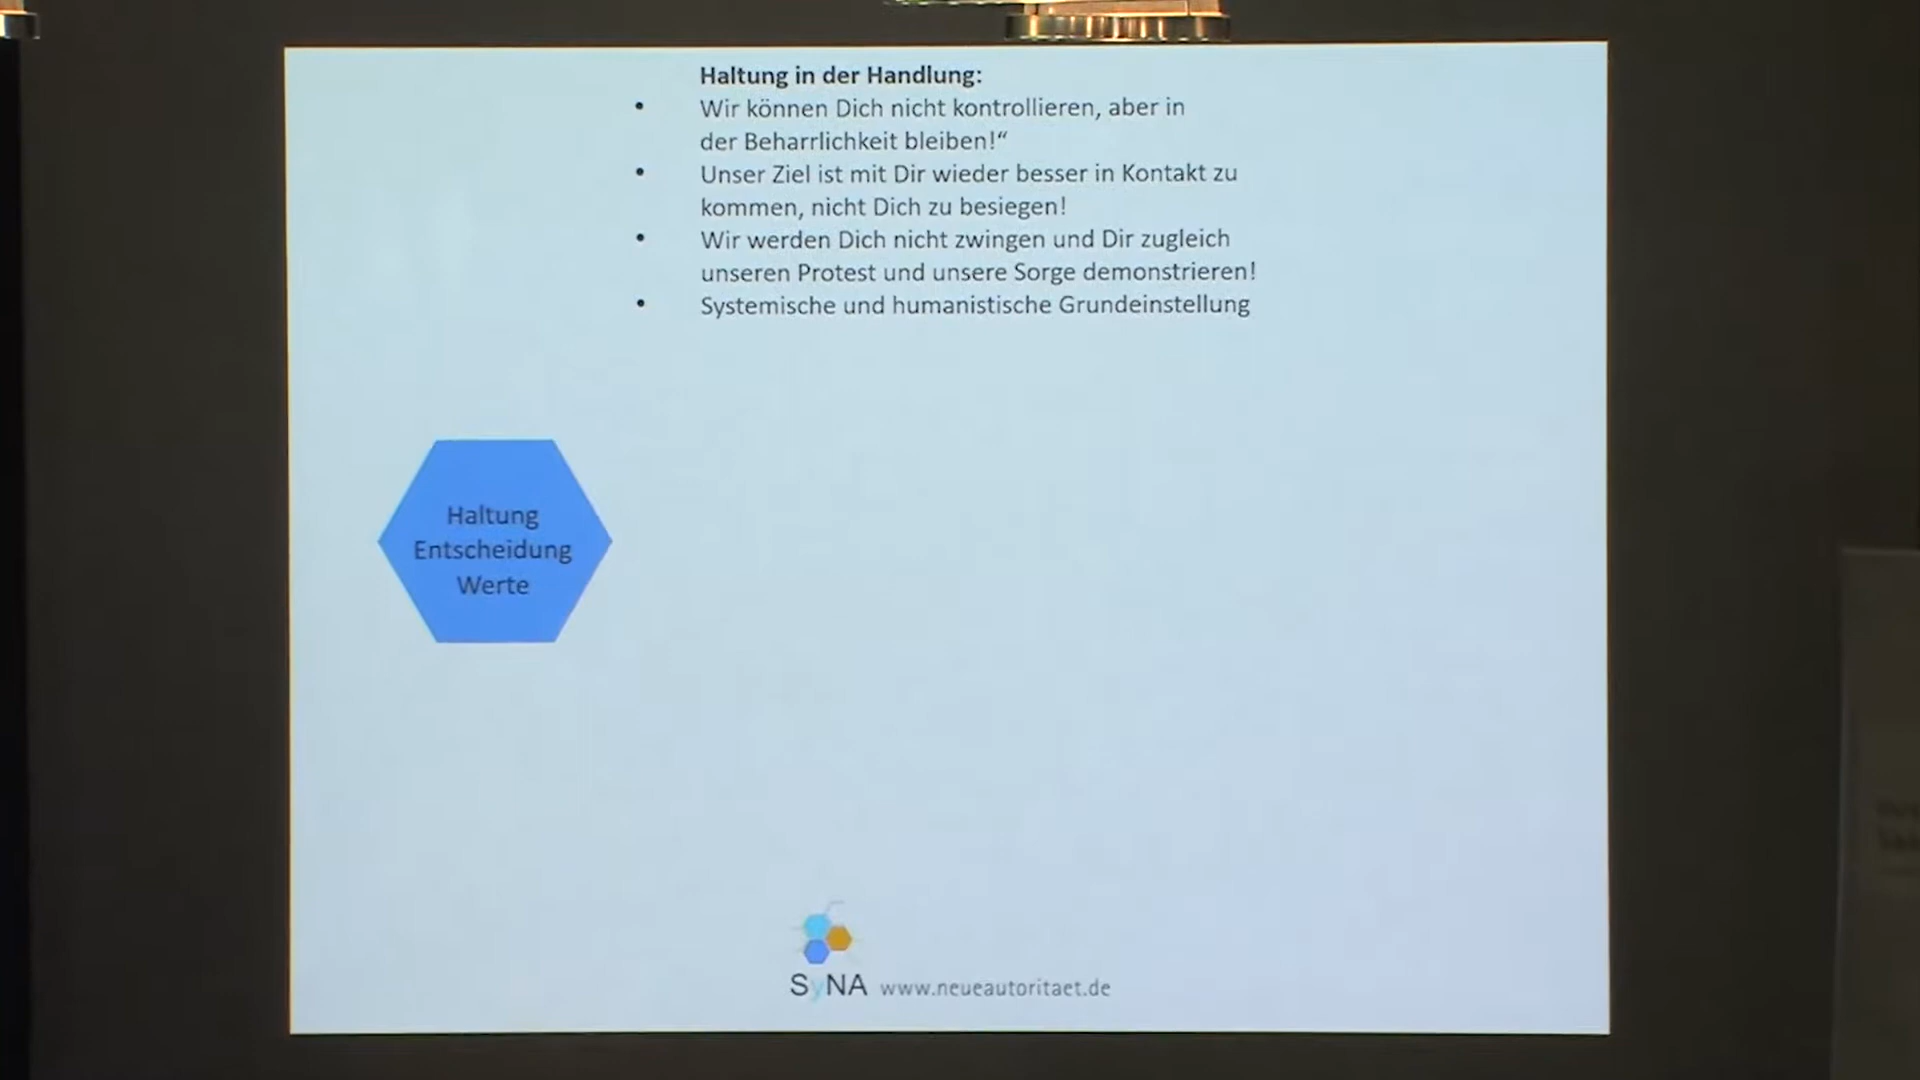 Haltung in der Handlung:
• Wir können Dich nicht kontrollieren, aber in
der Beharrlichkeit bleiben!“
• Unser Ziel ist mit Dir wieder besser in Kontakt zu
kommen, nicht Dich zu besiegen!
• Wir werden Dich nicht zwingen und Dir zugleich
unseren Protest und unsere Sorge demonstrieren!
• Systemische und humanistische Grundeinstellung
Haltung
Entscheidung
Werte
SyNA www.neueautoritaet.de